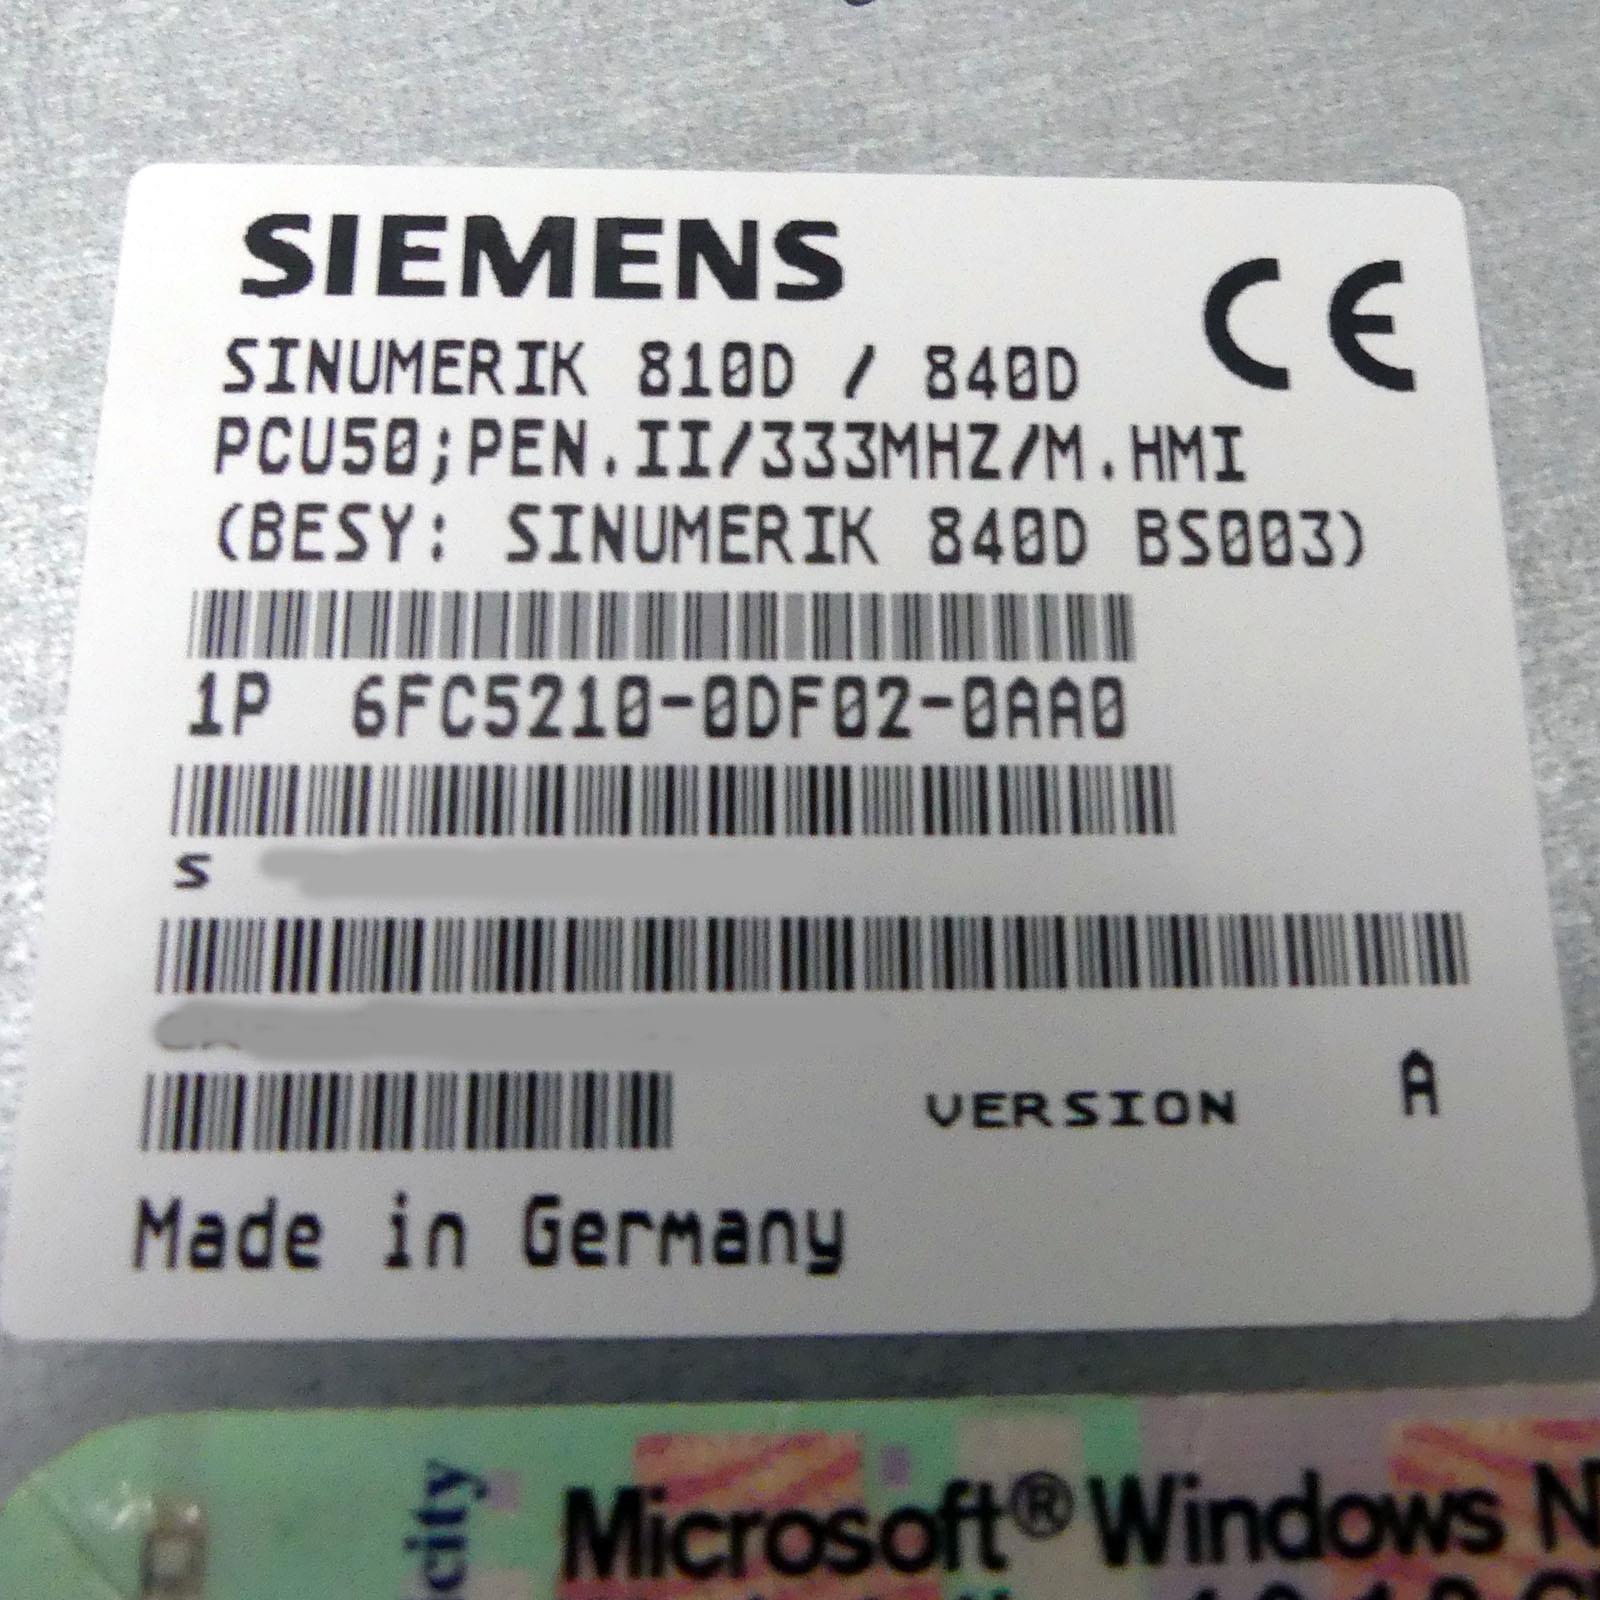 SIEMENS
CE
SINUMERIK 810D / 840D
PCU50;PEN.II/333MHZ/M.HMI
(BESY: SINUMERIK 840D BS003)
1P 6FC5210-0DF02-0AA0
S
VERSION A
Made in Germany
Microsoft® Windows